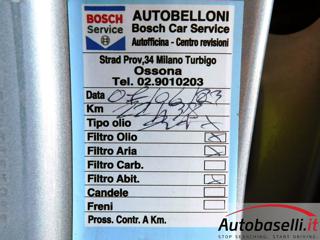 BOSCH
Service
AUTOBELLONI
Bosch Car Service
Autofficina - Centro revisioni
Strad Prov,34 Milano Turbigo
Ossona
Tel. 02.9010203
Data
Km
Tipo olio
Filtro Olio
Filtro Aria
Filtro Carb.
Filtro Abit.
Candele
Freni
Pross. Contr. A Km.
Autobaselli.it
STOP SEARCHING. START DRIVING.